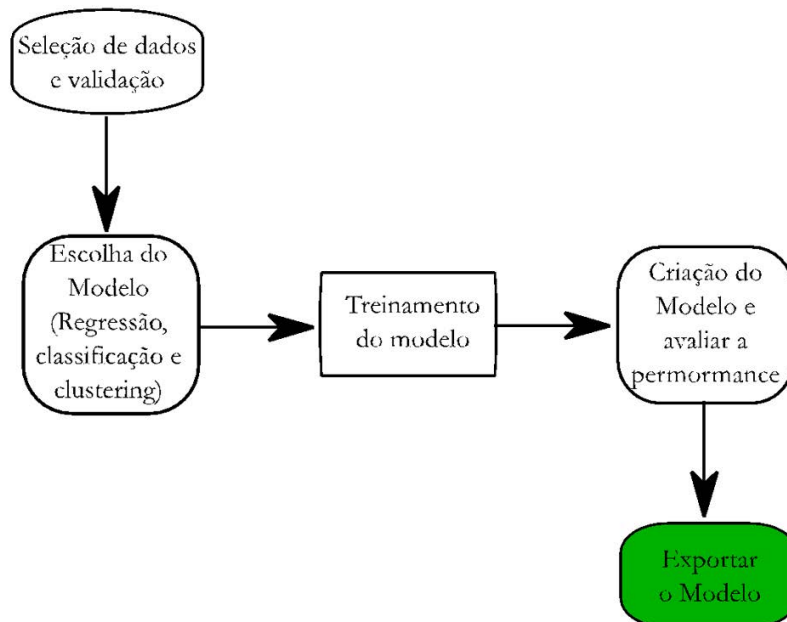 Seleção de dados
e validação
Escolha do
Modelo
(Regressão,
classificação e
clustering)
Treinamento
do modelo
Criação do
Modelo e
avaliar a
permormance
Exportar
o Modelo